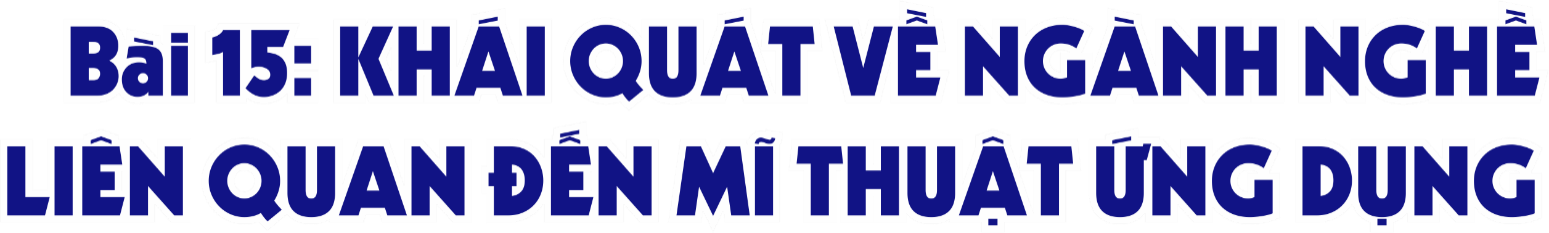 Bài 15: KHÁI QUÁT VỀ NGÀNH NGHỀ
LIÊN QUAN ĐẾN MĨ THUẬT ỨNG DỤNG